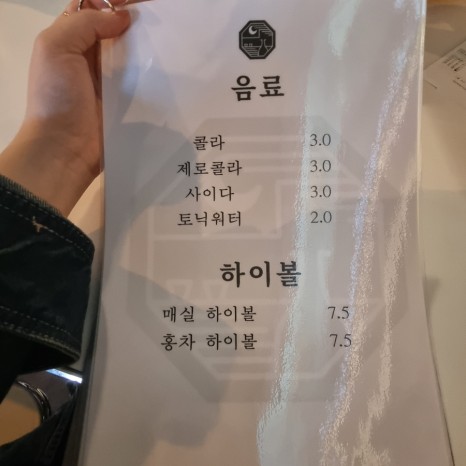 음료
콜라 3.0
제로콜라 3.0
사이다 3.0
토닉워터 2.0
하이볼
매실 하이볼 7.5
홍차 하이볼 7.5